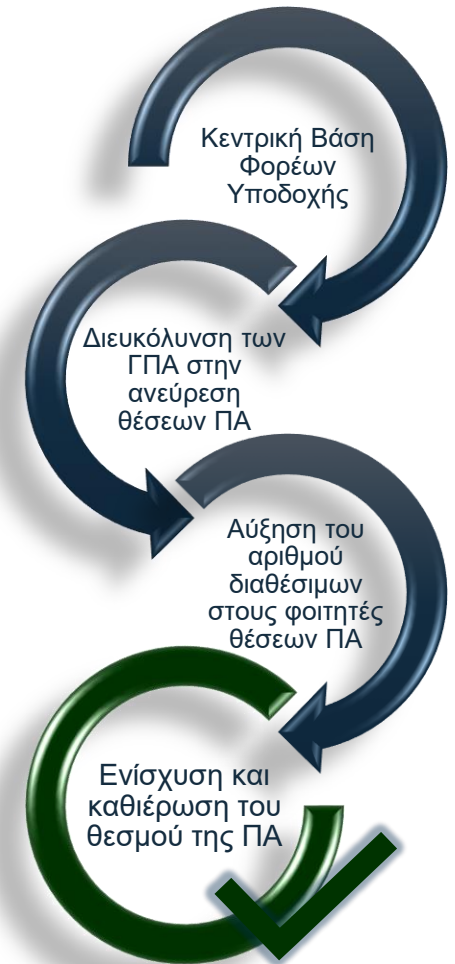 Κεντρική Βάση
Φορέων
Υποδοχής
Διευκόλυνση των
ΓΠΑ στην
ανεύρεση
θέσεων ΠΑ
Αύξηση του
αριθμού
διαθέσιμων
στους φοιτητές
θέσεων ΠΑ
Ενίσχυση και
καθιέρωση του
θεσμού της ΠΑ